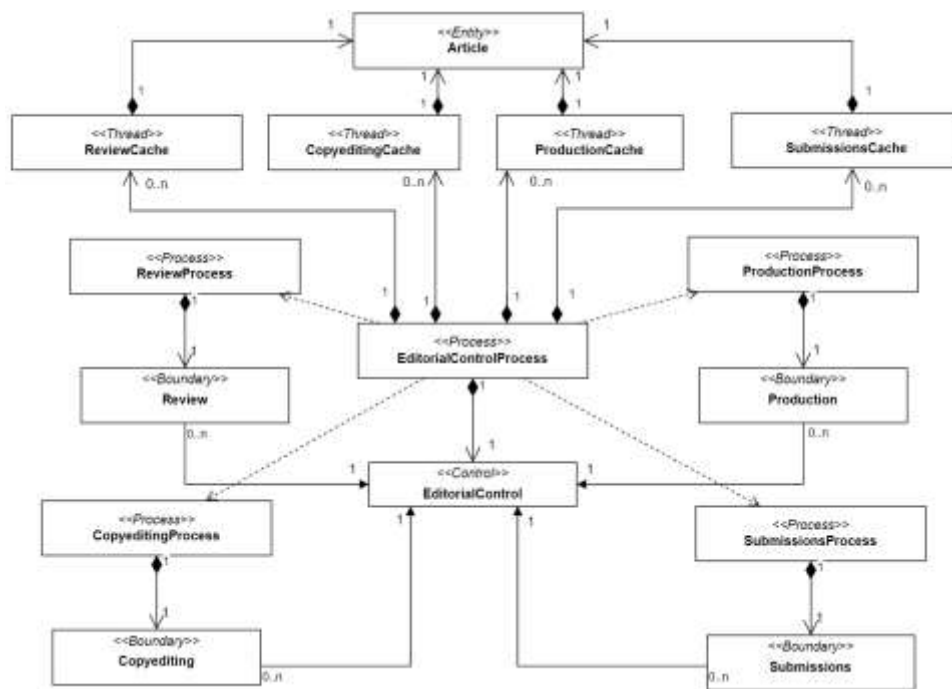 1
1
<<Entity>>
Article
1
1
1
1
1
1
<<Thread>>
ReviewCache
<<Thread>>
CopyeditingCache
<<Thread>>
ProductionCache
<<Thread>>
SubmissionsCache
0..n
0..n
0..n
0..n
<<Process>>
ReviewProcess
<<Process>>
ProductionProcess
1
1
1
1
1
1
<<Process>>
EditorialControlProcess
1
1
1
<<Boundary>>
Review
<<Boundary>>
Production
0..n
0..n
1
1
1
<<Control>>
EditorialControl
1
1
<<Process>>
CopyeditingProcess
<<Process>>
SubmissionsProcess
1
1
1
1
<<Boundary>>
Copyediting
<<Boundary>>
Submissions
0..n
0..n